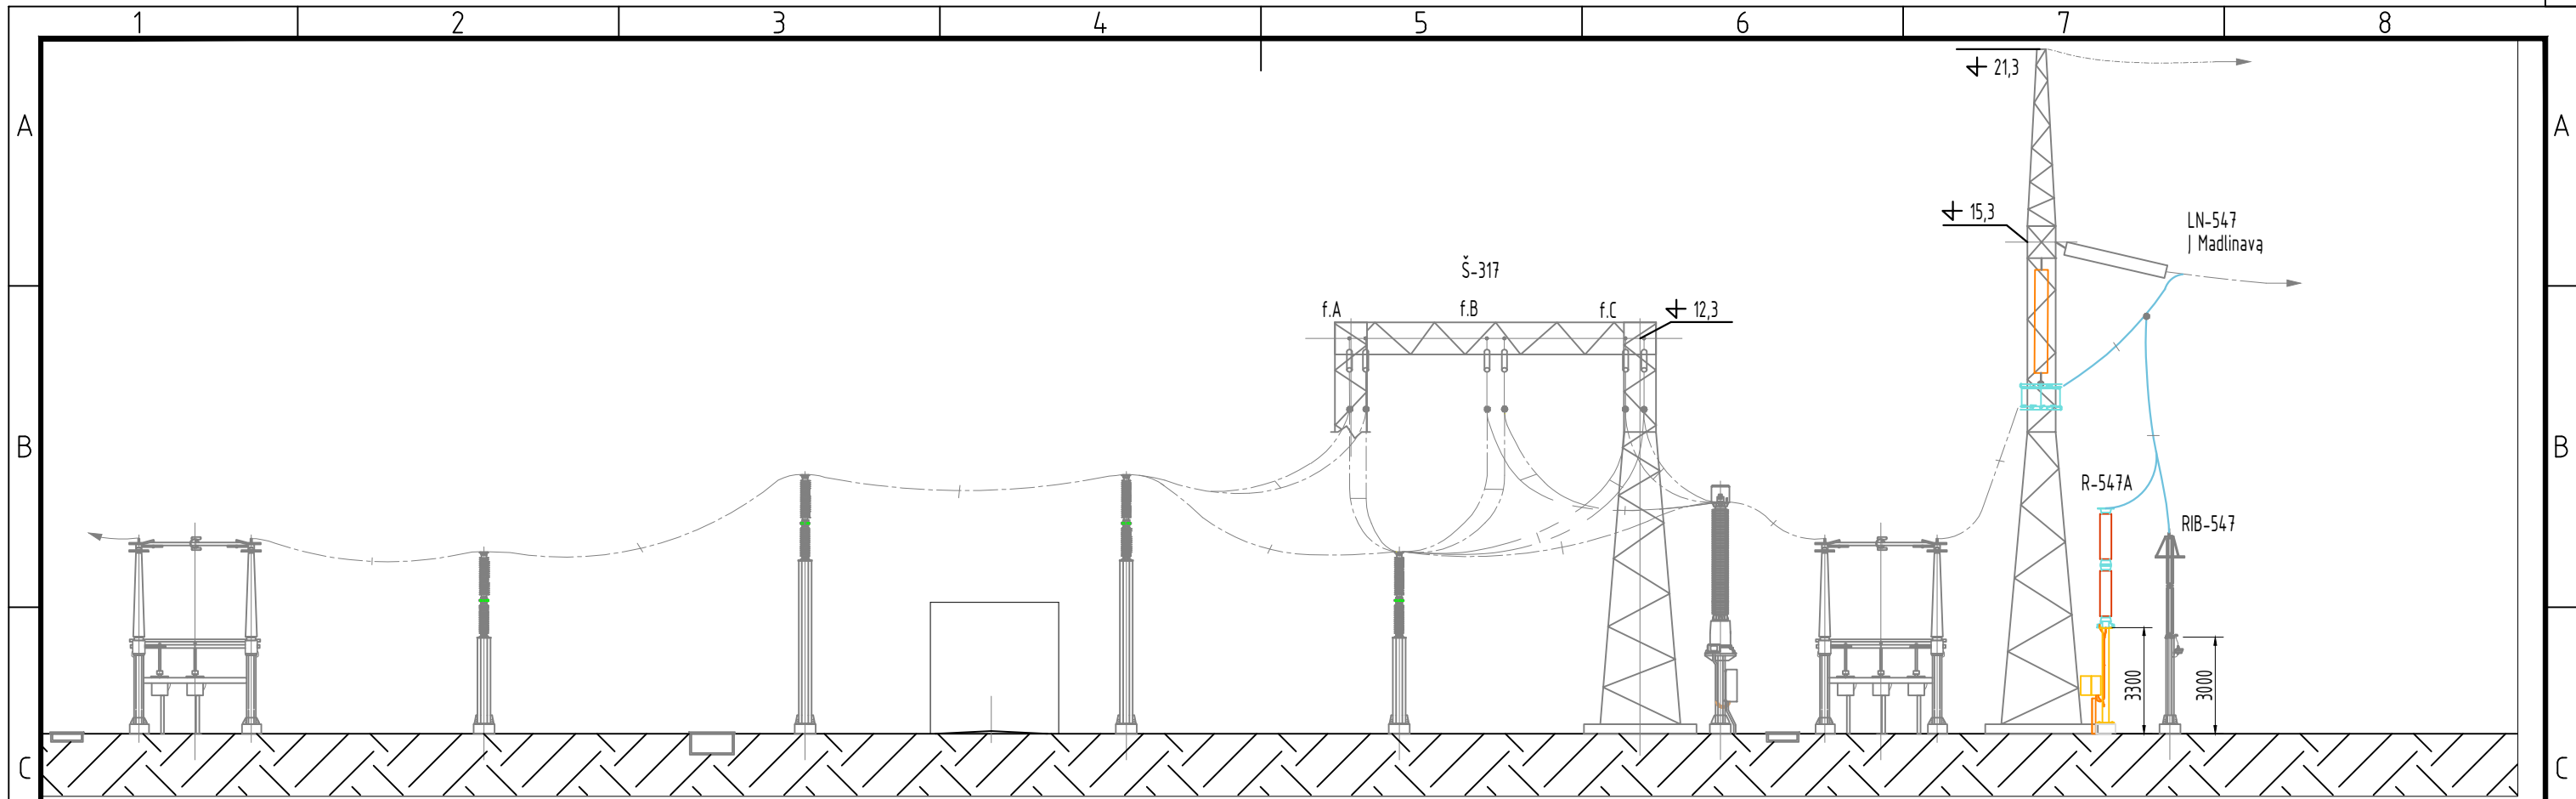 1 2 3 4 5 6 7 8
A A
21,3
15,3
LN-547
Į Madlinavą
Š-317
f.A f.B f.C 12,3
B B
R-547A
RIB-547
3300 3000
C C